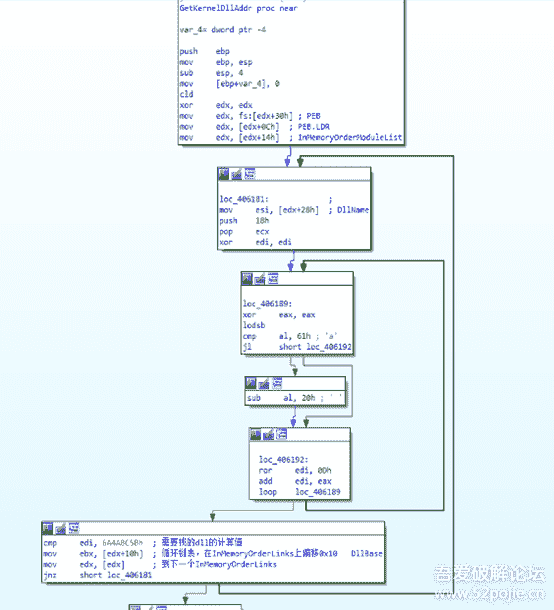 GetKernelDllAddr proc near
var_4= dword ptr -4
push ebp
mov ebp, esp
sub esp, 4
mov [ebp+var_4], 0
cld
xor edx, edx
mov edx, fs:[edx+30h] ; PEB
mov edx, [edx+0Ch] ; PEB.LDR
mov edx, [edx+14h] ; InMemoryOrderModuleList
loc_406181: ;
mov esi, [edx+28h] ; DllName
push 18h
pop ecx
xor edi, edi
loc_406189:
xor eax, eax
lodsb
cmp al, 61h ; 'a'
jl short loc_406192
sub al, 20h ; ' '
loc_406192:
ror edi, 0Dh
add edi, eax
loop loc_406189
cmp edi, 6A4ABC5Bh ; 需要找的dll的计算值
mov ebx, [edx+10h] ; 循环列表，在InMemoryOrderLinks上偏移0x10 DllBase
mov edx, [edx] ; 到下一个InMemoryOrderLinks
jnz short loc_406181
吾爱破解论坛
www.52pojie.cn